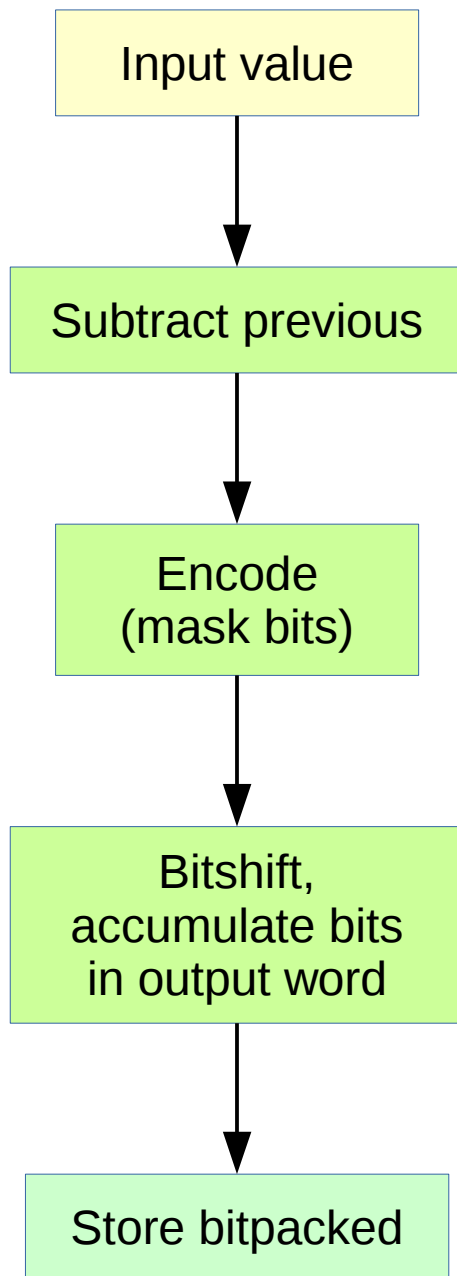 Input value
Subtract previous
Encode
(mask bits)
Bitshift,
accumulate bits
in output word
Store bitpacked